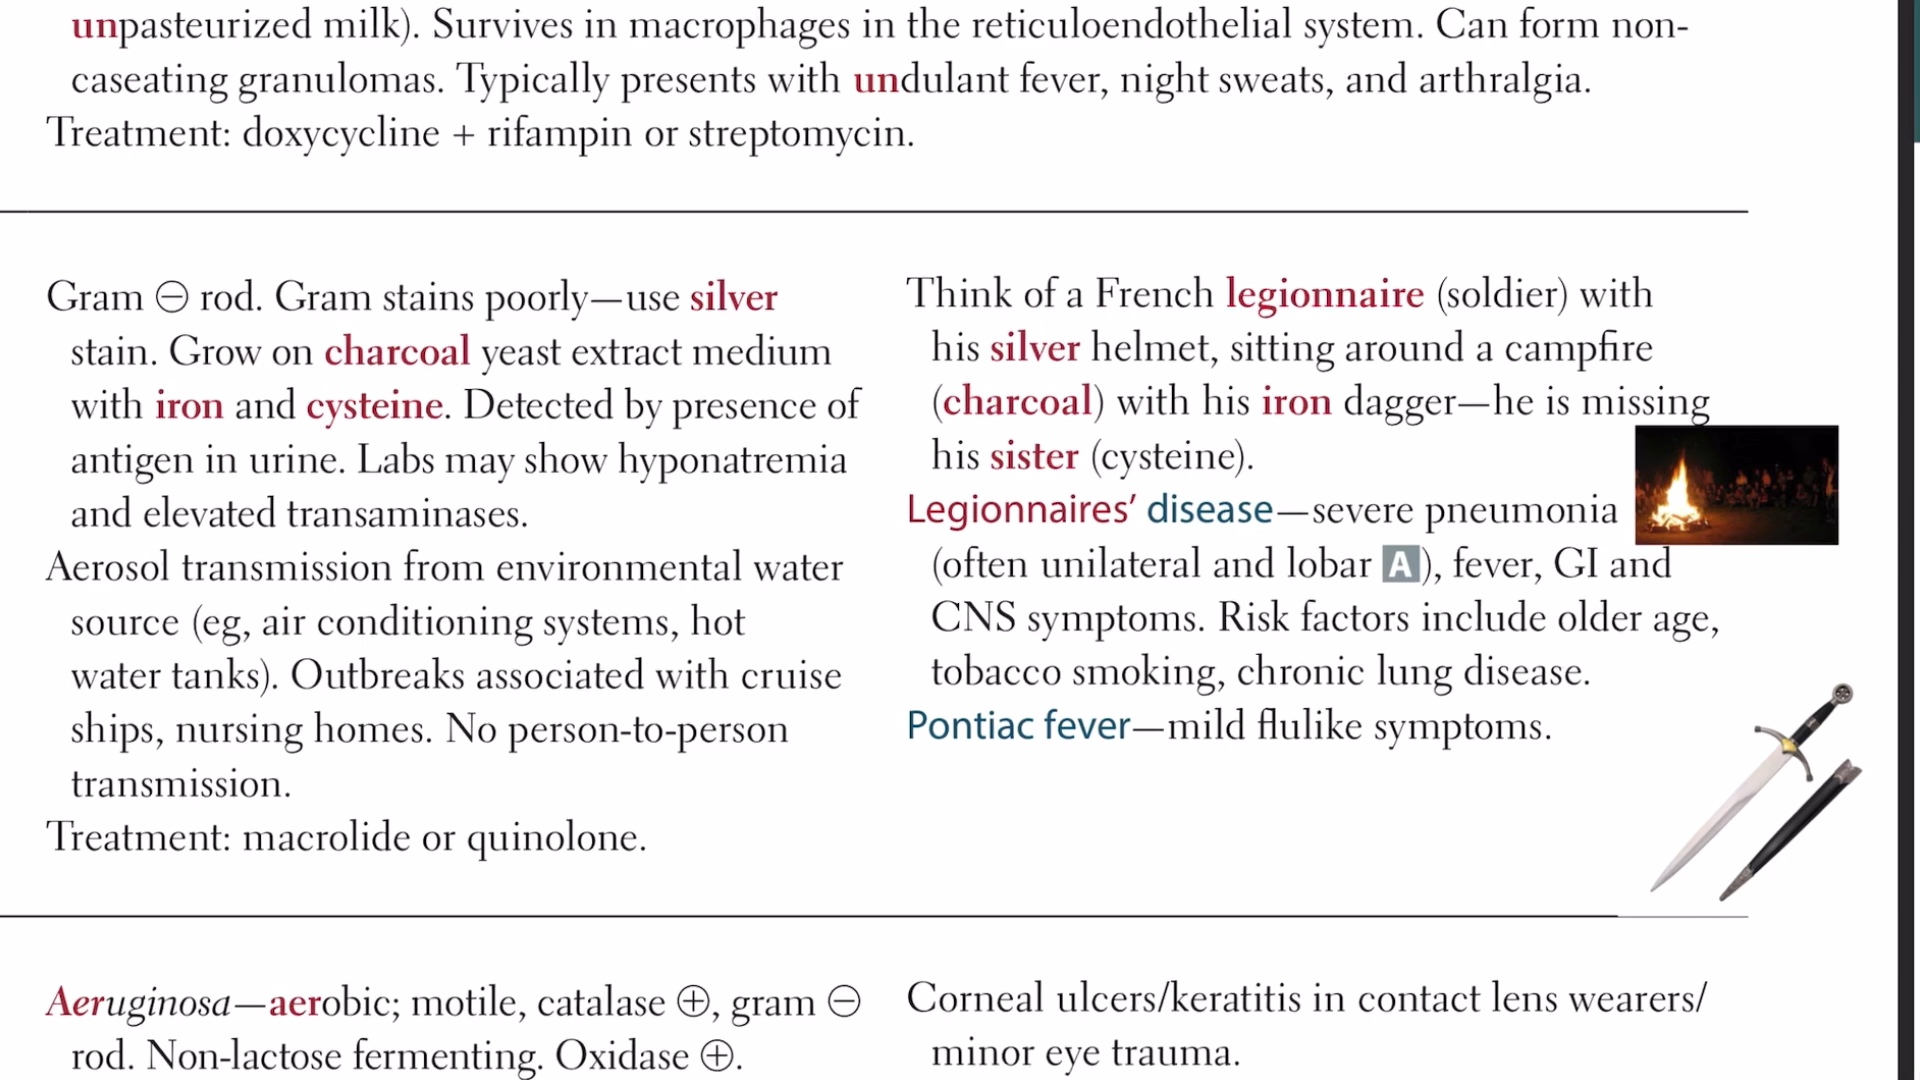 unpasteurized milk). Survives in macrophages in the reticuloendothelial system. Can form non-
caseating granulomas. Typically presents with undulant fever, night sweats, and arthralgia.
Treatment: doxycycline + rifampin or streptomycin.
Gram ⊖ rod. Gram stains poorly—use silver
stain. Grow on charcoal yeast extract medium
with iron and cysteine. Detected by presence of
antigen in urine. Labs may show hyponatremia
and elevated transaminases.
Aerosol transmission from environmental water
source (eg, air conditioning systems, hot
water tanks). Outbreaks associated with cruise
ships, nursing homes. No person-to-person
transmission.
Treatment: macrolide or quinolone.
Think of a French legionnaire (soldier) with
his silver helmet, sitting around a campfire
(charcoal) with his iron dagger—he is missing
his sister (cysteine).
Legionnaires’ disease—severe pneumonia
(often unilateral and lobar A), fever, GI and
CNS symptoms. Risk factors include older age,
tobacco smoking, chronic lung disease.
Pontiac fever—mild flulike symptoms.
Aeruginosa—aerobic; motile, catalase ⊕, gram ⊖
rod. Non-lactose fermenting. Oxidase ⊕.
Corneal ulcers/keratitis in contact lens wearers/
minor eye trauma.